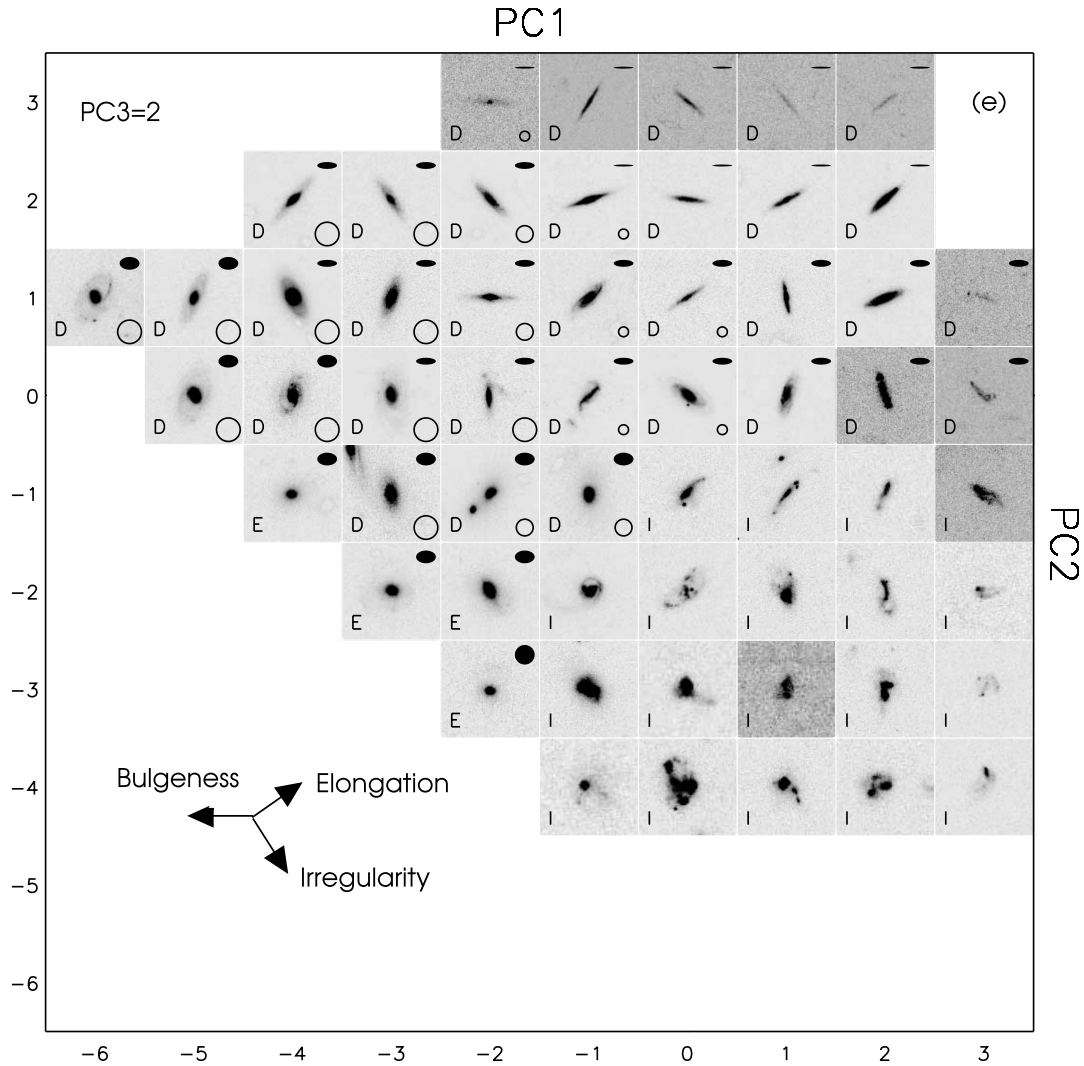 PC1
PC3=2
(e)
3
D D D D D
2
D D D D D D D
1
D D D D D D D D D D
0
D D D D D D D D D
−1
E D D D I I I I
−2
E E I I I I I
−3
E I I I I I
−4
I I I I I
PC2
Bulgeness
Elongation
Irregularity
−5
−6
−6 −5 −4 −3 −2 −1 0 1 2 3